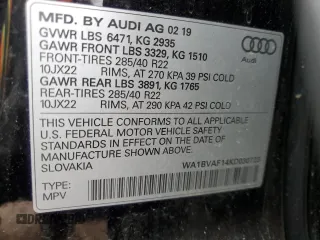 MFD. BY AUDI AG 02 19
GVWR LBS 6471, KG 2935
GAWR FRONT LBS 3329, KG 1510
FRONT-TIRES 285/40 R22
10JX22 RIMS, AT 270 KPA 39 PSI COLD
GAWR REAR LBS 3891, KG 1765
REAR-TIRES 285/40 R22
10JX22 RIMS, AT 290 KPA 42 PSI COLD
Audi
THIS VEHICLE CONFORMS TO ALL APPLICABLE
U.S. FEDERAL MOTOR VEHICLE SAFETY
STANDARDS IN EFFECT ON THE DATE OF
MANUFACTURE SHOWN ABOVE.
SLOVAKIA
TYPE:
MPV